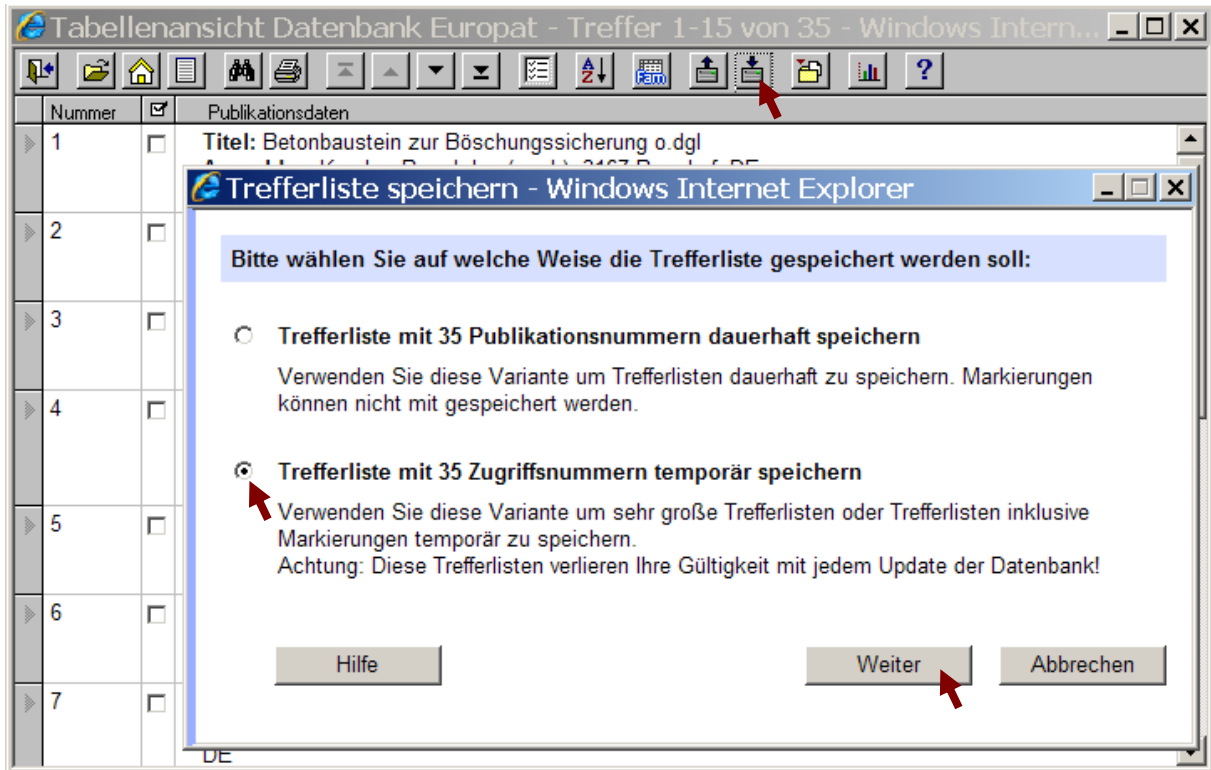 Tabellenansicht Datenbank Europat - Treffer 1-15 von 35 - Windows Intern...
Fam
?
Nummer Publikationsdaten
1 Titel: Betonbaustein zur Böschungssicherung o.dgl
Trefferliste speichern - Windows Internet Explorer
2
Bitte wählen Sie auf welche Weise die Trefferliste gespeichert werden soll:
3
Trefferliste mit 35 Publikationsnummern dauerhaft speichern
Verwenden Sie diese Variante um Trefferlisten dauerhaft zu speichern. Markierungen
können nicht mit gespeichert werden.
4
Trefferliste mit 35 Zugriffsnummern temporär speichern
Verwenden Sie diese Variante um sehr große Trefferlisten oder Trefferlisten inklusive
5
Markierungen temporär zu speichern.
Achtung: Diese Trefferlisten verlieren Ihre Gültigkeit mit jedem Update der Datenbank!
6
Hilfe Weiter Abbrechen
7
DE